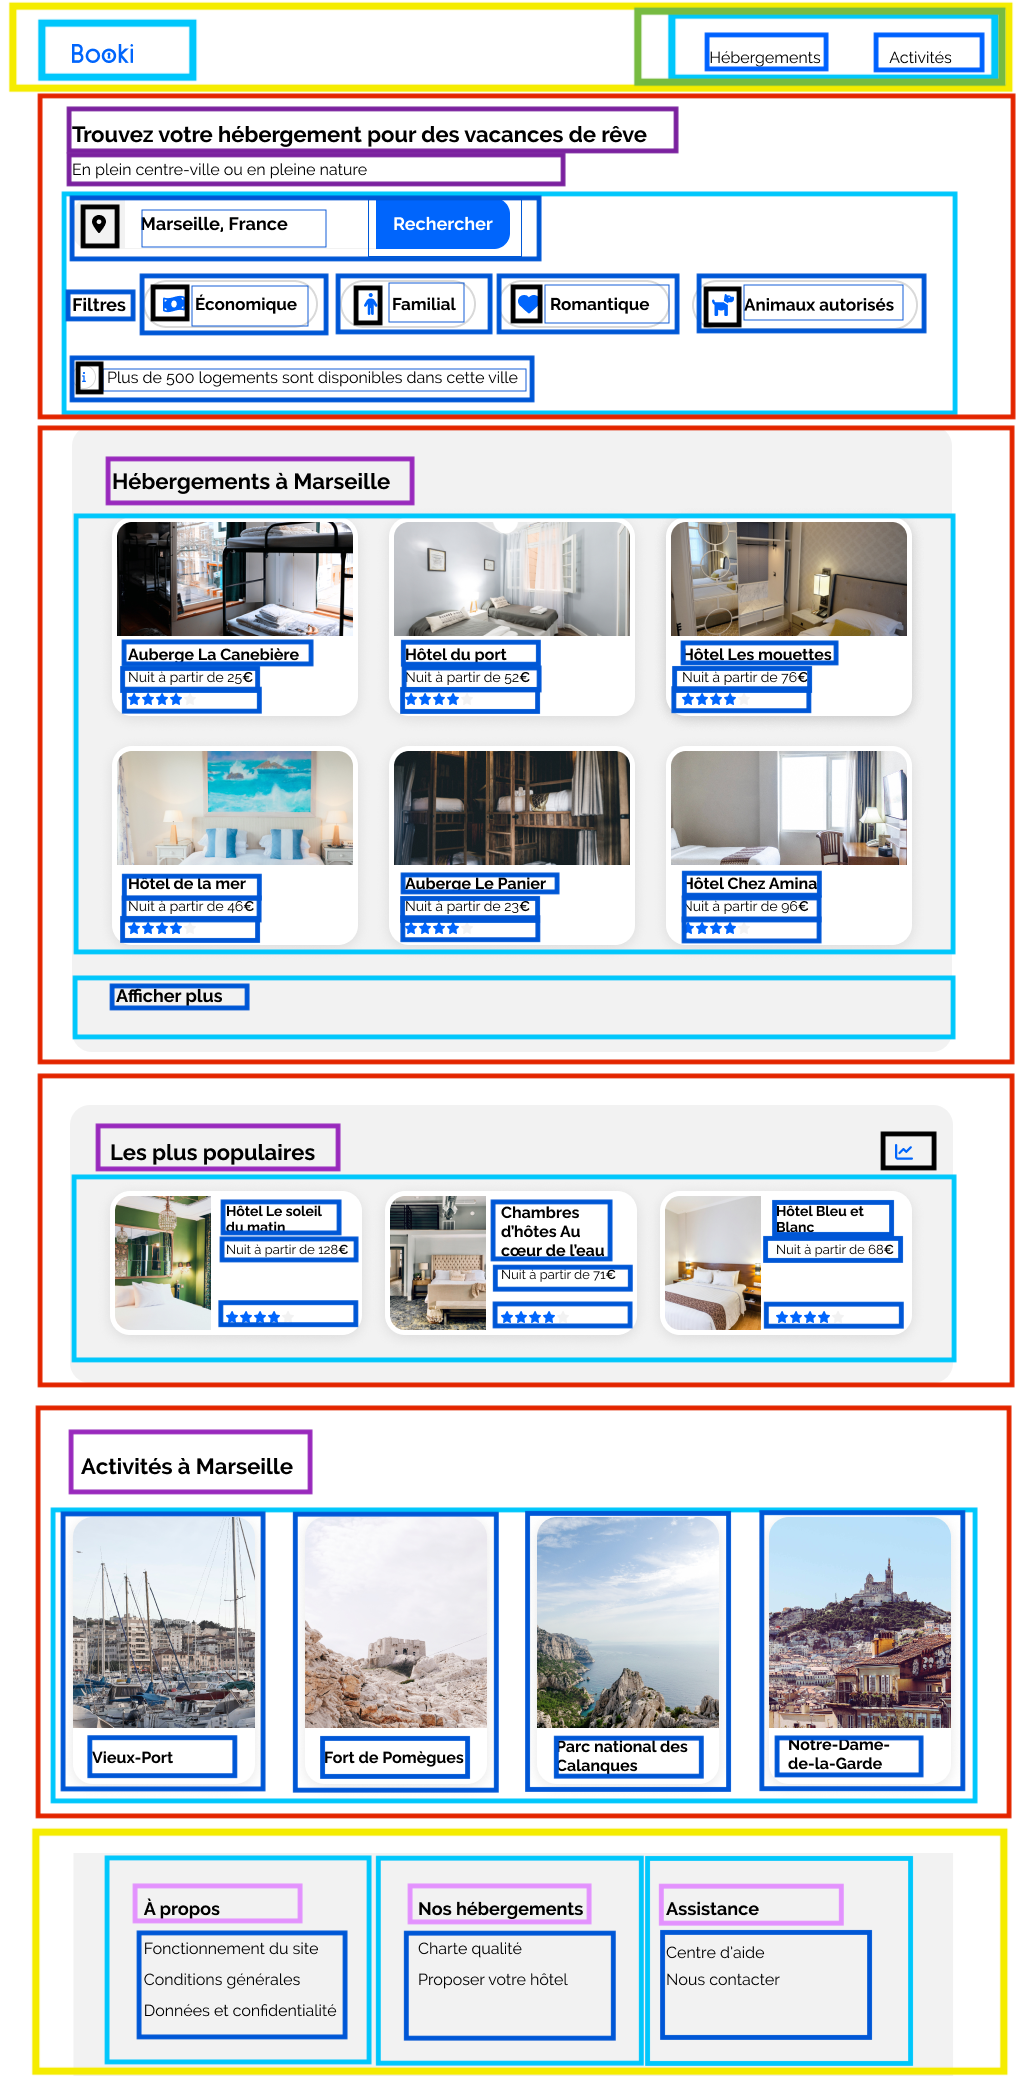 Booki
Hébergements
Activités
Trouvez votre hébergement pour des vacances de rêve
En plein centre-ville ou en pleine nature
Marseille, France
Rechercher
Filtres
Économique
Familial
Romantique
Animaux autorisés
Plus de 500 logements sont disponibles dans cette ville
Hébergements à Marseille
Auberge La Canebière
Nuit à partir de 25€
Hôtel du port
Nuit à partir de 52€
Hôtel Les mouettes
Nuit à partir de 76€
Hôtel de la mer
Nuit à partir de 46€
Auberge Le Panier
Nuit à partir de 23€
Hôtel Chez Amina
Nuit à partir de 96€
Afficher plus
Les plus populaires
Hôtel Le soleil
du matin
Nuit à partir de 128€
Chambres
d'hôtes Au
cœur de l'eau
Nuit à partir de 71€
Hôtel Bleu et
Blanc
Nuit à partir de 68€
Activités à Marseille
Vieux-Port
Fort de Pomègues
Parc national des
Calanques
Notre-Dame-
de-la-Garde
À propos
Fonctionnement du site
Conditions générales
Données et confidentialité
Nos hébergements
Charte qualité
Proposer votre hôtel
Assistance
Centre d'aide
Nous contacter